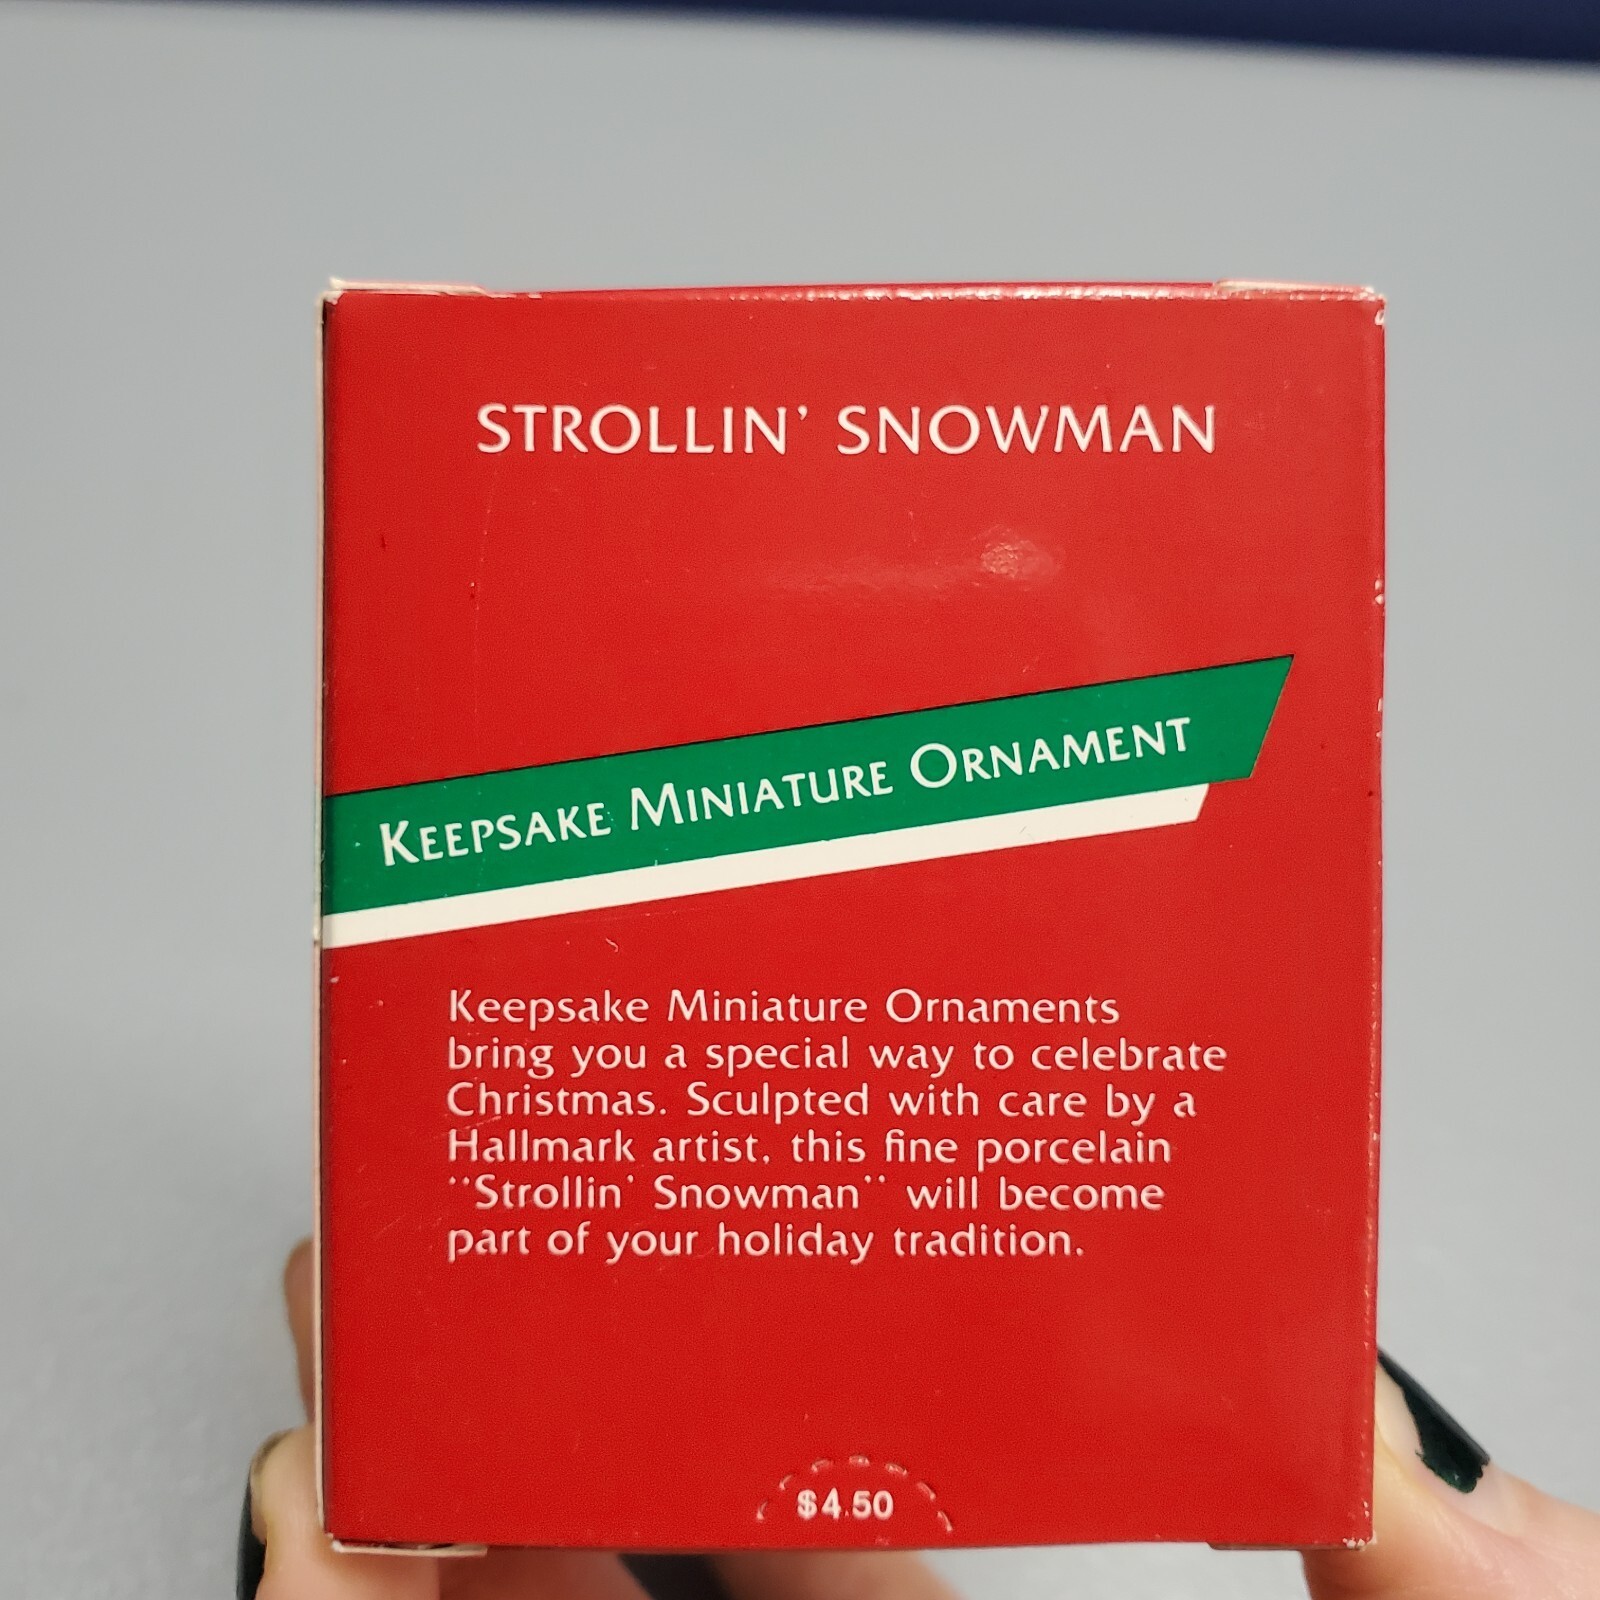 STROLLIN' SNOWMAN
KEEPSAKE MINIATURE ORNAMENT
Keepsake Miniature Ornaments
bring you a special way to celebrate
Christmas. Sculpted with care by a
Hallmark artist, this fine porcelain
"Strollin' Snowman" will become
part of your holiday tradition.
$4.50